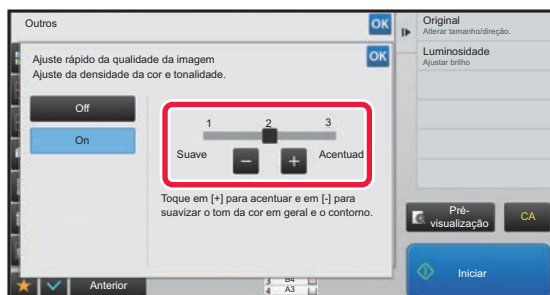 Outros
OK
Ajuste rápido da qualidade da imagem
Ajuste da densidade da cor e tonalidade.
OK
Off
On
1 2 3
Suave
-
+
Acentuad
Toque em [+] para acentuar e em [-] para
suavizar o tom da cor em geral e o contorno.
Anterior
3 B4
4 A3
Original
Alterar tamanho/direção.
Luminosidade
Ajustar brilho
Pré-
visualização
CA
Iniciar